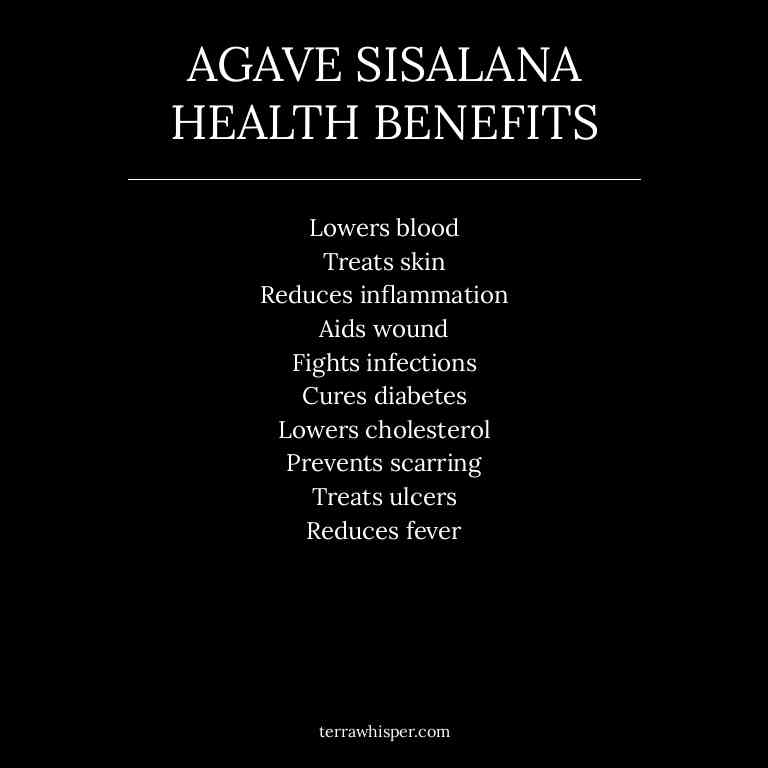 AGAVE SISALANA
HEALTH BENEFITS
Lowers blood
Treats skin
Reduces inflammation
Aids wound
Fights infections
Cures diabetes
Lowers cholesterol
Prevents scarring
Treats ulcers
Reduces fever
terrawhisper.com